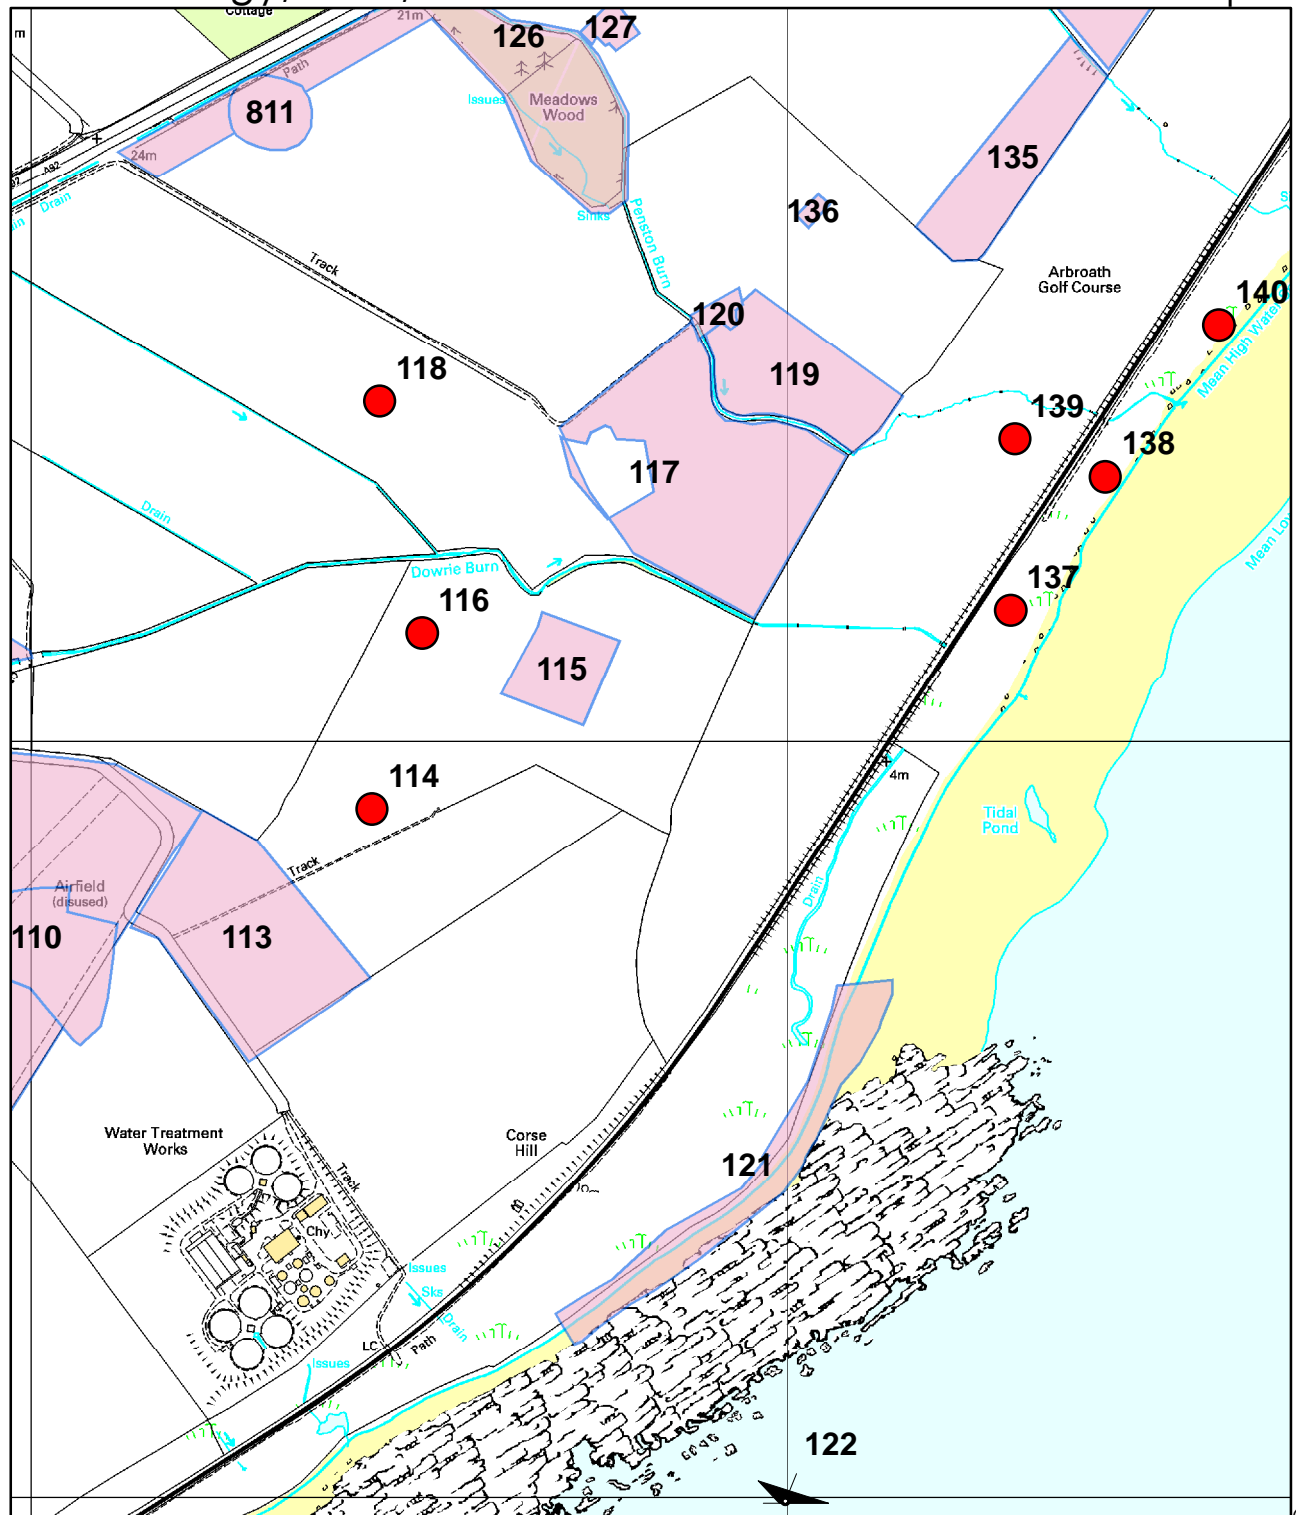 Cottage
m
21m
126
127
Path
Issues
Meadows
Wood
811
24m
A92
Drain
Sinks
Penston Burn
135
136
Track
Arbroath
Golf Course
140
Mean High Water
120
118
119
139
138
117
Drain
Dowrie Burn
116
137
115
4m
114
Tidal
Pond
Track
Airfield
(disused)
Drain
110
113
Water Treatment
Works
Corse
Hill
121
Track
Chy
Issues
Sks
Drain
LC
Path
Issues
122